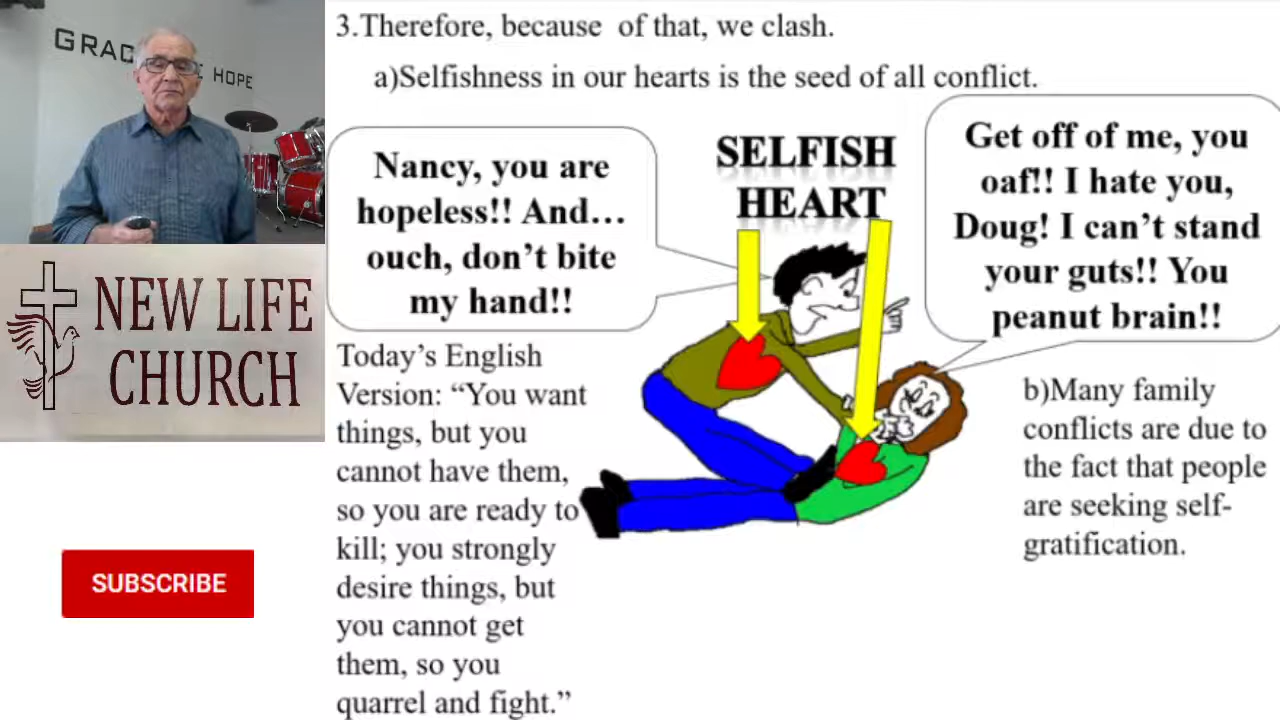 GRAC
E HOPE
NEW LIFE
CHURCH
SUBSCRIBE
3.Therefore, because of that, we clash.
a)Selfishness in our hearts is the seed of all conflict.
Nancy, you are
hopeless!! And…
ouch, don’t bite
my hand!!
SELFISH
HEART
Get off of me, you
oaf!! I hate you,
Doug! I can’t stand
your guts!! You
peanut brain!!
Today’s English
Version: “You want
things, but you
cannot have them,
so you are ready to
kill; you strongly
desire things, but
you cannot get
them, so you
quarrel and fight.”
b)Many family
conflicts are due to
the fact that people
are seeking self-
gratification.